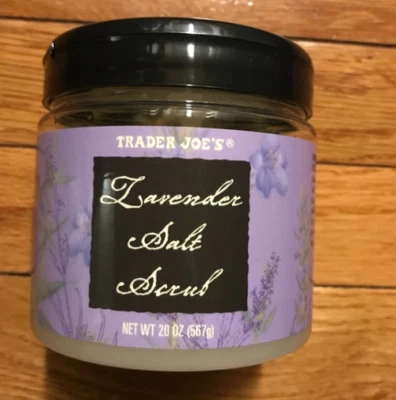 TRADER JOE'S®
Lavender
Salt
Scrub
NET WT 20 OZ (567g)